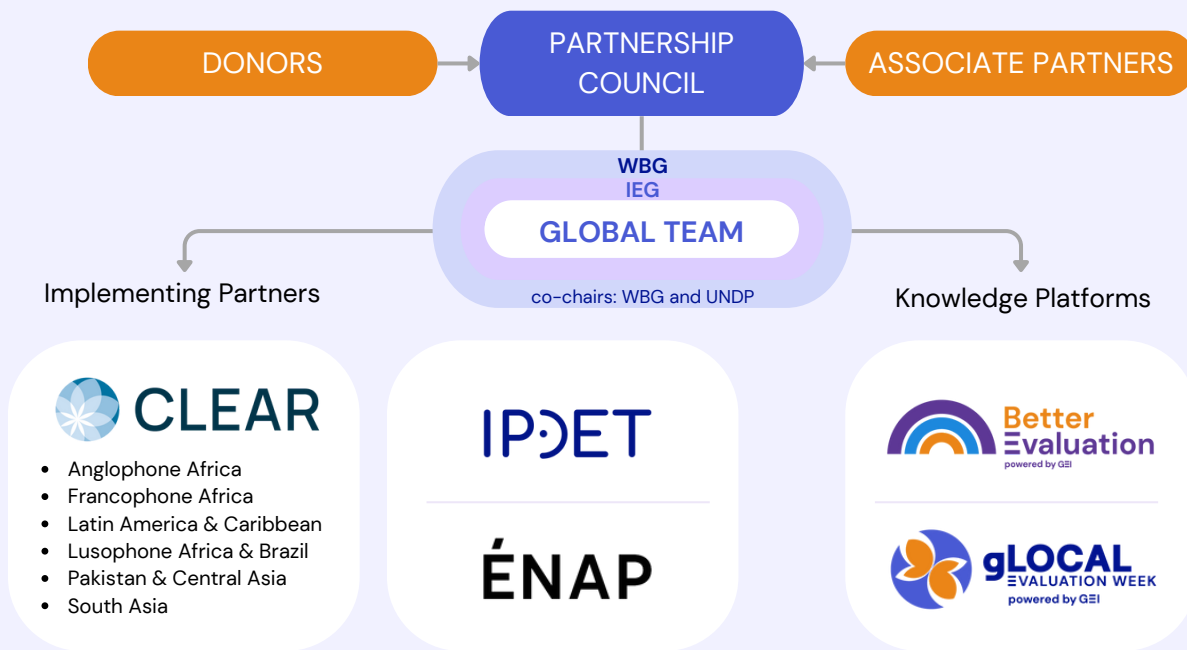 DONORS
PARTNERSHIP
COUNCIL
ASSOCIATE PARTNERS
WBG
IEG
GLOBAL TEAM
co-chairs: WBG and UNDP
Implementing Partners
Knowledge Platforms
CLEAR
• Anglophone Africa
• Francophone Africa
• Latin America & Caribbean
• Lusophone Africa & Brazil
• Pakistan & Central Asia
• South Asia
IPDET
ÉNAP
Better
Evaluation
powered by GEI
gLOCAL
EVALUATION WEEK
powered by GEI